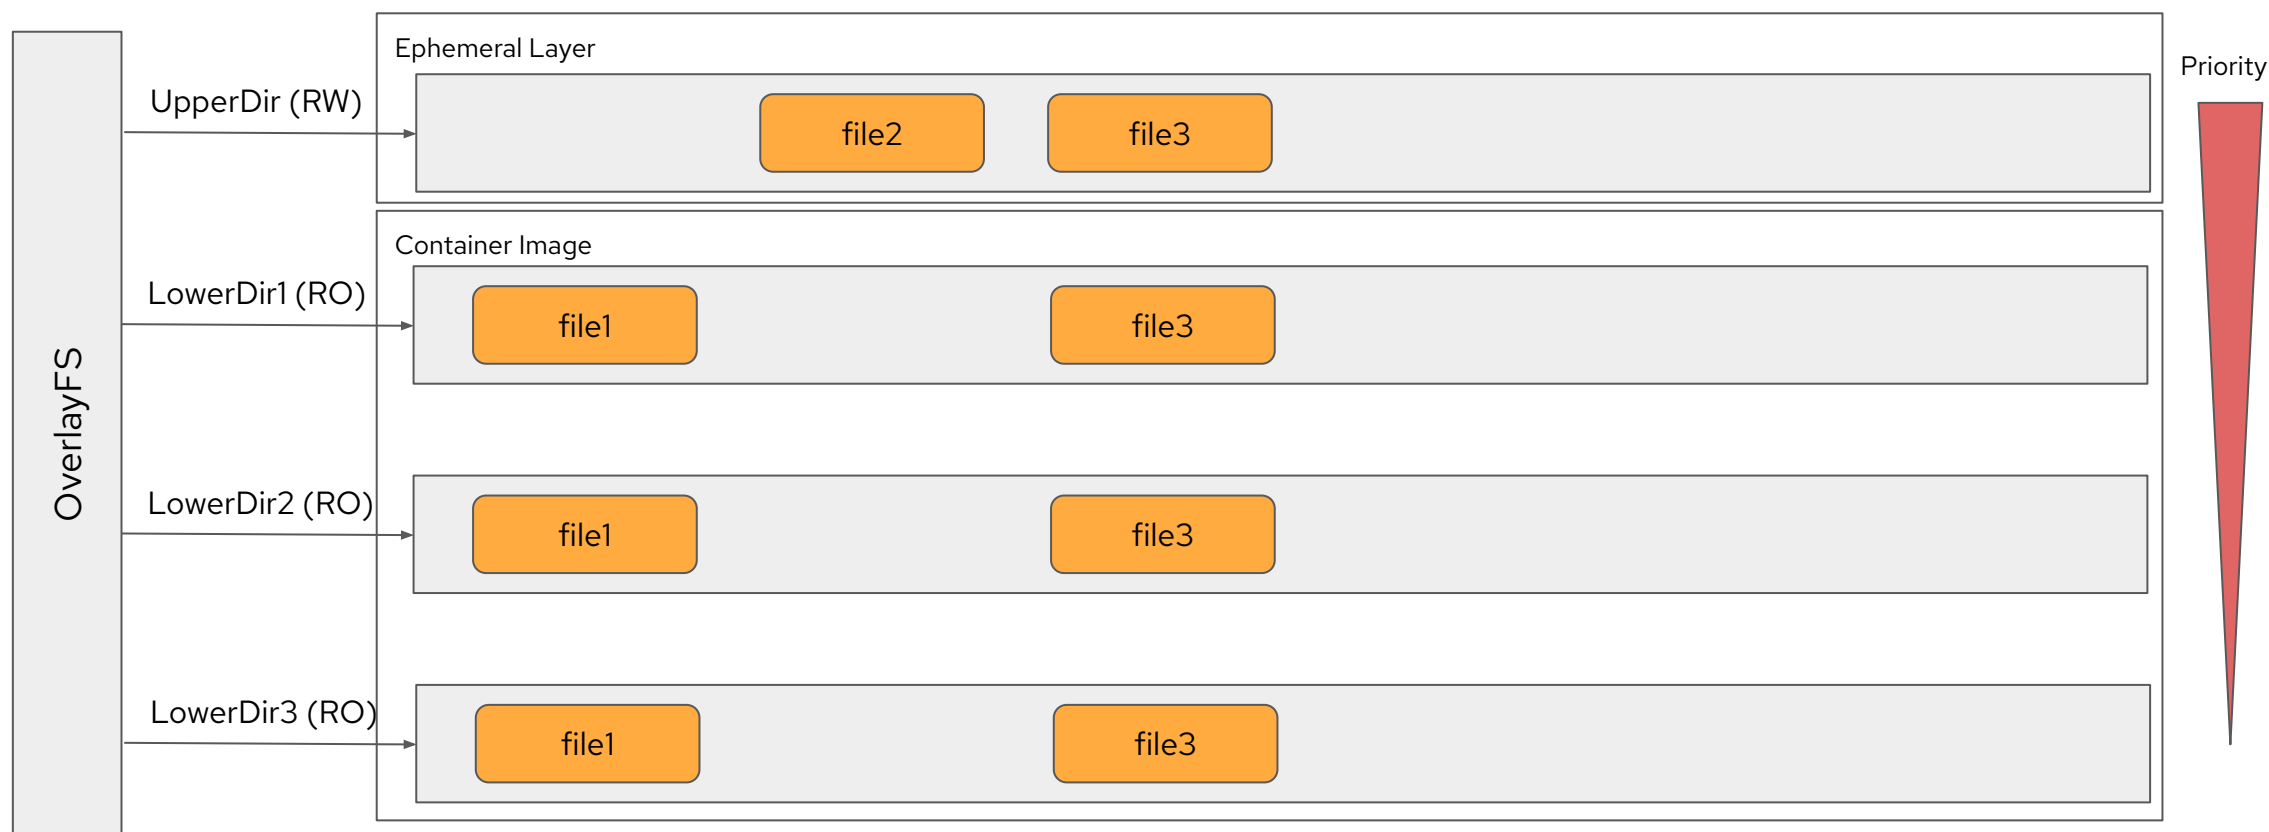 Ephemeral Layer
Priority
UpperDir (RW)
file2
file3
Container Image
LowerDir1 (RO)
file1
file3
OverlayFS
LowerDir2 (RO)
file1
file3
LowerDir3 (RO)
file1
file3